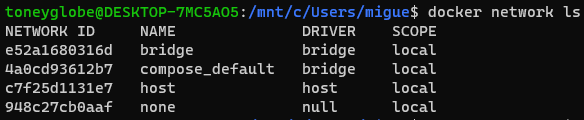 toneyglobe@DESKTOP-7MC5AO5:/mnt/c/Users/migue$ docker network ls
NETWORK ID     NAME              DRIVER    SCOPE
e52a1680316d   bridge            bridge    local
4a0cd93612b7   compose_default   bridge    local
c7f25d1131e7   host              host      local
948c27cb0aaf   none              null      local